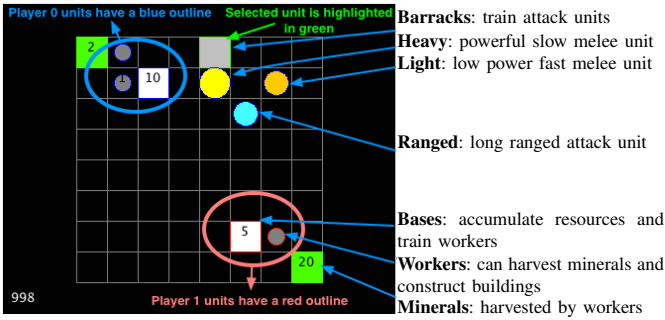 Player 0 units have a blue outline
Selected unit is highlighted
in green
2
1
10
5
20
998
Player 1 units have a red outline
Barracks: train attack units
Heavy: powerful slow melee unit
Light: low power fast melee unit
Ranged: long ranged attack unit
Bases: accumulate resources and
train workers
Workers: can harvest minerals and
construct buildings
Minerals: harvested by workers